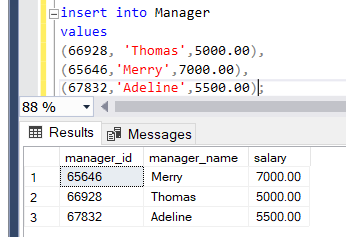 insert into Manager
values
(66928, 'Thomas',5000.00),
(65646,'Merry',7000.00),
(67832,'Adeline',5500.00);
88 %
Results Messages
manager_id manager_name salary
1 65646 Merry 7000.00
2 66928 Thomas 5000.00
3 67832 Adeline 5500.00